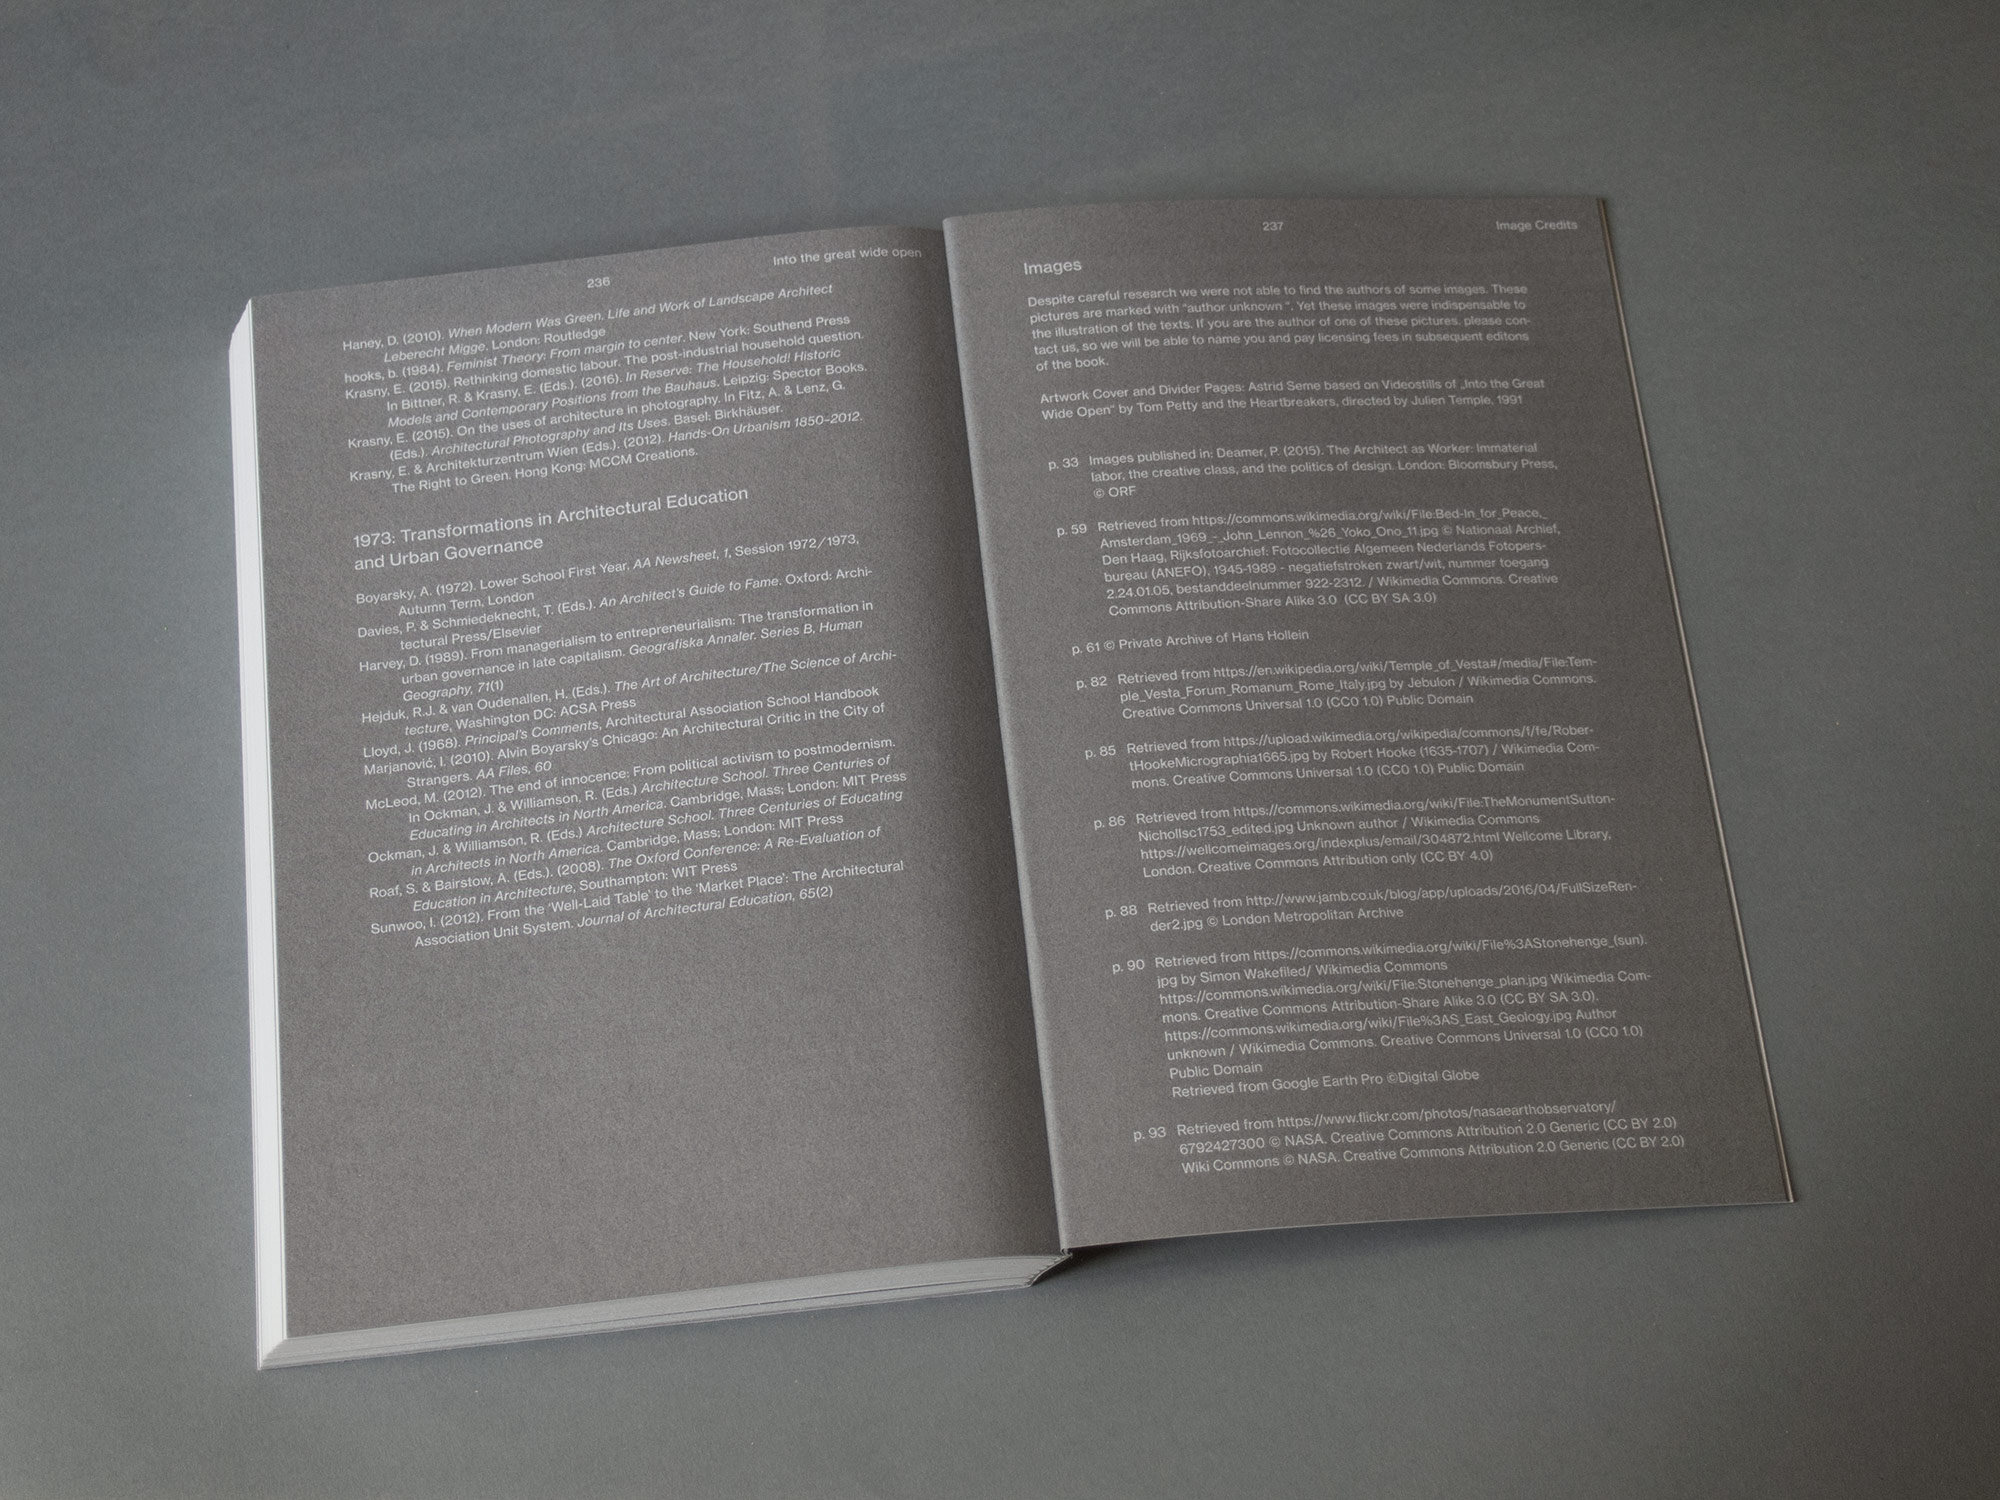 236
Into the great wide open
Haney, D. (2010). When Modern Was Green. Life and Work of Landscape Architect
Leberecht Migge. London: Routledge
hooks, b. (1984). Feminist Theory: From margin to center. New York: Southend Press
Krasny, E. (2015). Rethinking domestic labour. The post-industrial household question.
In Bittner, R. & Krasny, E. (Eds.). (2016). In Reserve: The Household! Historic
Models and Contemporary Positions from the Bauhaus. Leipzig: Spector Books.
Krasny, E. (2015). On the uses of architecture in photography. In Fitz, A. & Lenz, G.
(Eds.). Architectural Photography and Its Uses. Basel: Birkhäuser.
Krasny, E. & Architekturzentrum Wien (Eds.). (2012). Hands-On Urbanism 1850–2012.
The Right to Green. Hong Kong: MCCM Creations.
1973: Transformations in Architectural Education
and Urban Governance
Boyarsky, A. (1972). Lower School First Year. AA Newsheet, 1, Session 1972/1973,
Autumn Term, London
Davies, P. & Schmiedeknecht, T. (Eds.). An Architect's Guide to Fame. Oxford: Archi-
tectural Press/Elsevier
Harvey, D. (1989). From managerialism to entrepreneurialism: The transformation in
urban governance in late capitalism. Geografiska Annaler. Series B, Human
Geography, 71(1)
Hejduk, R.J. & van Oudenallen, H. (Eds.). The Art of Architecture/The Science of Archi-
tecture, Washington DC: ACSA Press
Lloyd, J. (1968). Principal's Comments, Architectural Association School Handbook
Marjanović, I. (2010). Alvin Boyarsky's Chicago: An Architectural Critic in the City of
Strangers. AA Files, 60
McLeod, M. (2012). The end of innocence: From political activism to postmodernism.
In Ockman, J. & Williamson, R. (Eds.) Architecture School. Three Centuries of
Educating in Architects in North America. Cambridge, Mass; London: MIT Press
Ockman, J. & Williamson, R. (Eds.) Architecture School. Three Centuries of Educating
in Architects in North America. Cambridge, Mass; London: MIT Press
Roaf, S. & Bairstow, A. (Eds.). (2008). The Oxford Conference: A Re-Evaluation of
Education in Architecture, Southampton: WIT Press
Sunwoo, I. (2012). From the 'Well-Laid Table' to the 'Market Place': The Architectural
Association Unit System. Journal of Architectural Education, 65(2)
237
Image Credits
Images
Despite careful research we were not able to find the authors of some images. These
pictures are marked with “author unknown “. Yet these images were indispensable to
the illustration of the texts. If you are the author of one of these pictures. please con-
tact us, so we will be able to name you and pay licensing fees in subsequent editons
of the book.
Artwork Cover and Divider Pages: Astrid Seme based on Videostills of „Into the Great
Wide Open“ by Tom Petty and the Heartbreakers, directed by Julien Temple, 1991
p. 33 Images published in: Deamer, P. (2015). The Architect as Worker: Immaterial
labor, the creative class, and the politics of design. London: Bloomsbury Press,
© ORF
p. 59 Retrieved from https://commons.wikimedia.org/wiki/File:Bed-In_for_Peace,_
Amsterdam_1969_-_John_Lennon_%26_Yoko_Ono_11.jpg © Nationaal Archief,
Den Haag, Rijksfotoarchief: Fotocollectie Algemeen Nederlands Fotopers-
bureau (ANEFO), 1945-1989 - negatiefstroken zwart/wit, nummer toegang
2.24.01.05, bestanddeelnummer 922-2312. / Wikimedia Commons. Creative
Commons Attribution-Share Alike 3.0 (CC BY SA 3.0)
p. 61 © Private Archive of Hans Hollein
p. 82 Retrieved from https://en.wikipedia.org/wiki/Temple_of_Vesta#/media/File:Tem-
ple_Vesta_Forum_Romanum_Rome_Italy.jpg by Jebulon / Wikimedia Commons.
Creative Commons Universal 1.0 (CC0 1.0) Public Domain
p. 85 Retrieved from https://upload.wikimedia.org/wikipedia/commons/f/fe/Rober-
tHookeMicrographia1665.jpg by Robert Hooke (1635-1707) / Wikimedia Com-
mons. Creative Commons Universal 1.0 (CC0 1.0) Public Domain
p. 86 Retrieved from https://commons.wikimedia.org/wiki/File:TheMonumentSutton-
Nichollsc1753_edited.jpg Unknown author / Wikimedia Commons
https://wellcomeimages.org/indexplus/email/304872.html Wellcome Library,
London. Creative Commons Attribution only (CC BY 4.0)
p. 88 Retrieved from http://www.jamb.co.uk/blog/app/uploads/2016/04/FullSizeRen-
der2.jpg © London Metropolitan Archive
p. 90 Retrieved from https://commons.wikimedia.org/wiki/File%3AStonehenge_(sun).
jpg by Simon Wakefiled/ Wikimedia Commons
https://commons.wikimedia.org/wiki/File:Stonehenge_plan.jpg Wikimedia Com-
mons. Creative Commons Attribution-Share Alike 3.0 (CC BY SA 3.0).
https://commons.wikimedia.org/wiki/File%3AS_East_Geology.jpg Author
unknown / Wikimedia Commons. Creative Commons Universal 1.0 (CC0 1.0)
Public Domain
Retrieved from Google Earth Pro ©Digital Globe
p. 93 Retrieved from https://www.flickr.com/photos/nasaearthobservatory/
6792427300 © NASA. Creative Commons Attribution 2.0 Generic (CC BY 2.0)
Wiki Commons © NASA. Creative Commons Attribution 2.0 Generic (CC BY 2.0)